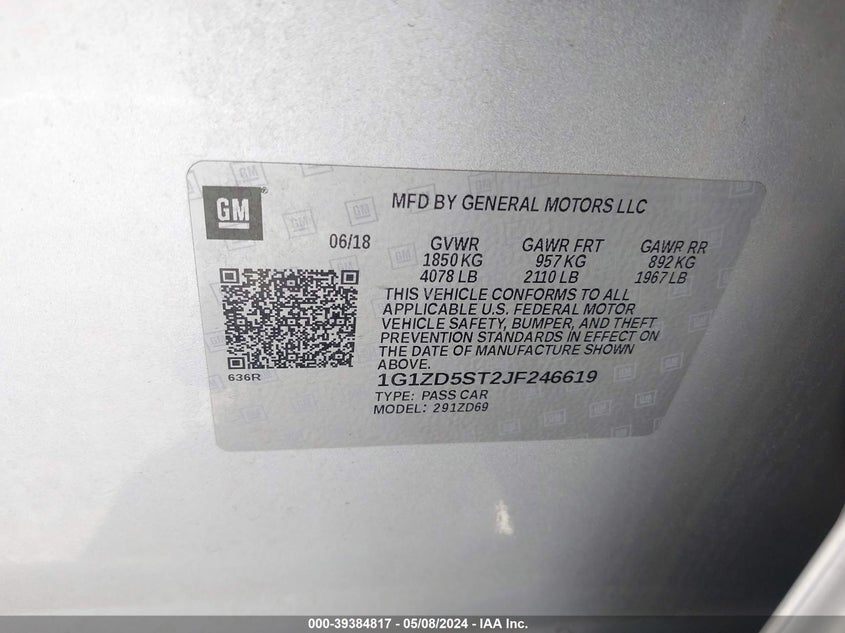 GM
MFD BY GENERAL MOTORS LLC
06/18 GVWR GAWR FRT GAWR RR
1850 KG 957 KG 892 KG
4078 LB 2110 LB 1967 LB
THIS VEHICLE CONFORMS TO ALL
APPLICABLE U.S. FEDERAL MOTOR
VEHICLE SAFETY, BUMPER, AND THEFT
PREVENTION STANDARDS IN EFFECT ON
THE DATE OF MANUFACTURE SHOWN
ABOVE.
636R
1G1ZD5ST2JF246619
TYPE: PASS CAR
MODEL: 291ZD69
000-39384817 - 05/08/2024 - IAA Inc.